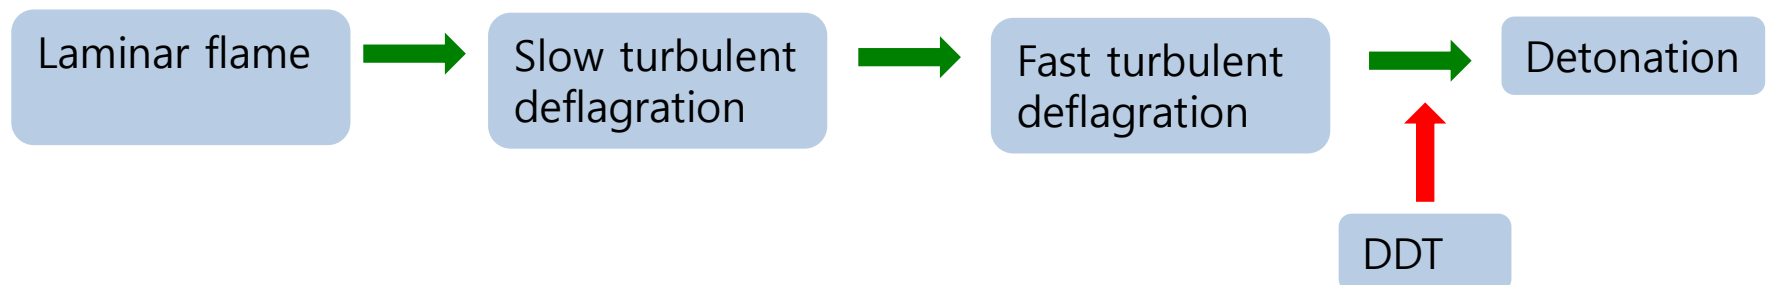 Laminar flame
Slow turbulent
deflagration
Fast turbulent
deflagration
Detonation
DDT